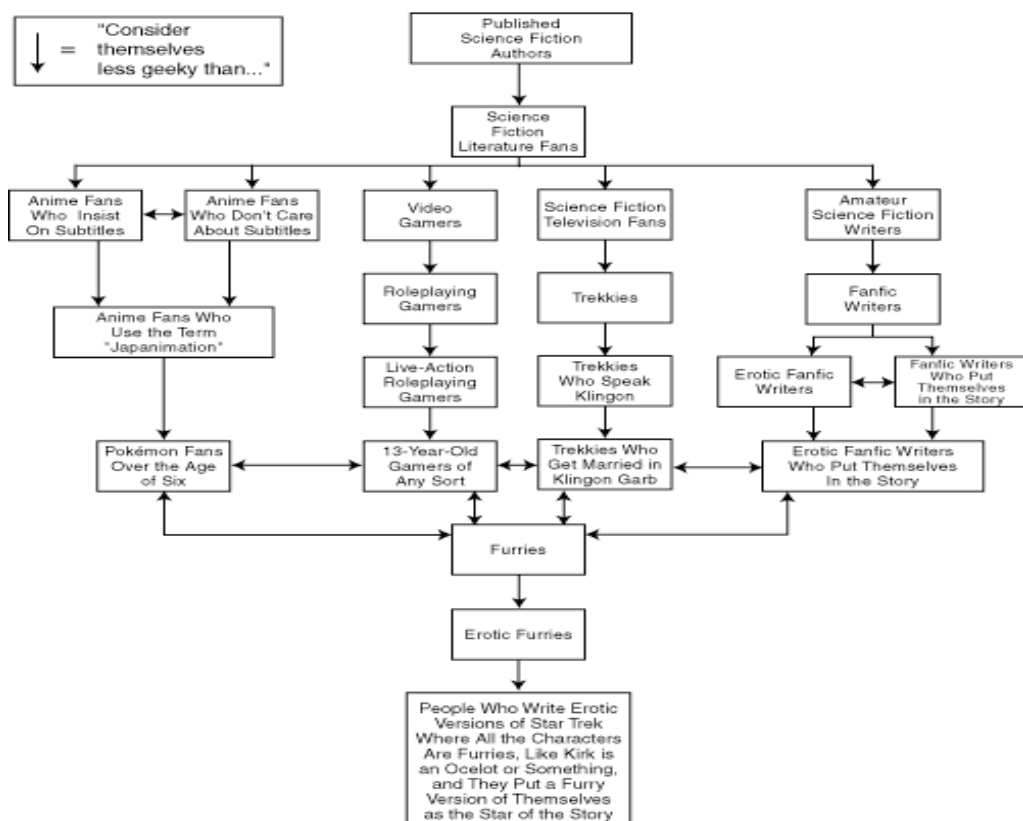 "Consider
= themselves
less geeky than..."
Published
Science Fiction
Authors
Science
Fiction
Literature Fans
Anime Fans
Who Insist
On Subtitles
Anime Fans
Who Don't Care
About Subtitles
Video
Gamers
Science Fiction
Television Fans
Amateur
Science Fiction
Writers
Roleplaying
Gamers
Trekkies
Fanfic
Writers
Anime Fans Who
Use the Term
"Japanimation"
Live-Action
Roleplaying
Gamers
Trekkies
Who Speak
Klingon
Erotic Fanfic
Writers
Fanfic Writers
Who Put
Themselves
in the Story
Pokémon Fans
Over the Age
of Six
13-Year-Old
Gamers of
Any Sort
Trekkies Who
Get Married in
Klingon Garb
Erotic Fanfic Writers
Who Put Themselves
In the Story
Furries
Erotic Furries
People Who Write Erotic
Versions of Star Trek
Where All the Characters
Are Furries, Like Kirk is
an Ocelot or Something,
and They Put a Furry
Version of Themselves
as the Star of the Story